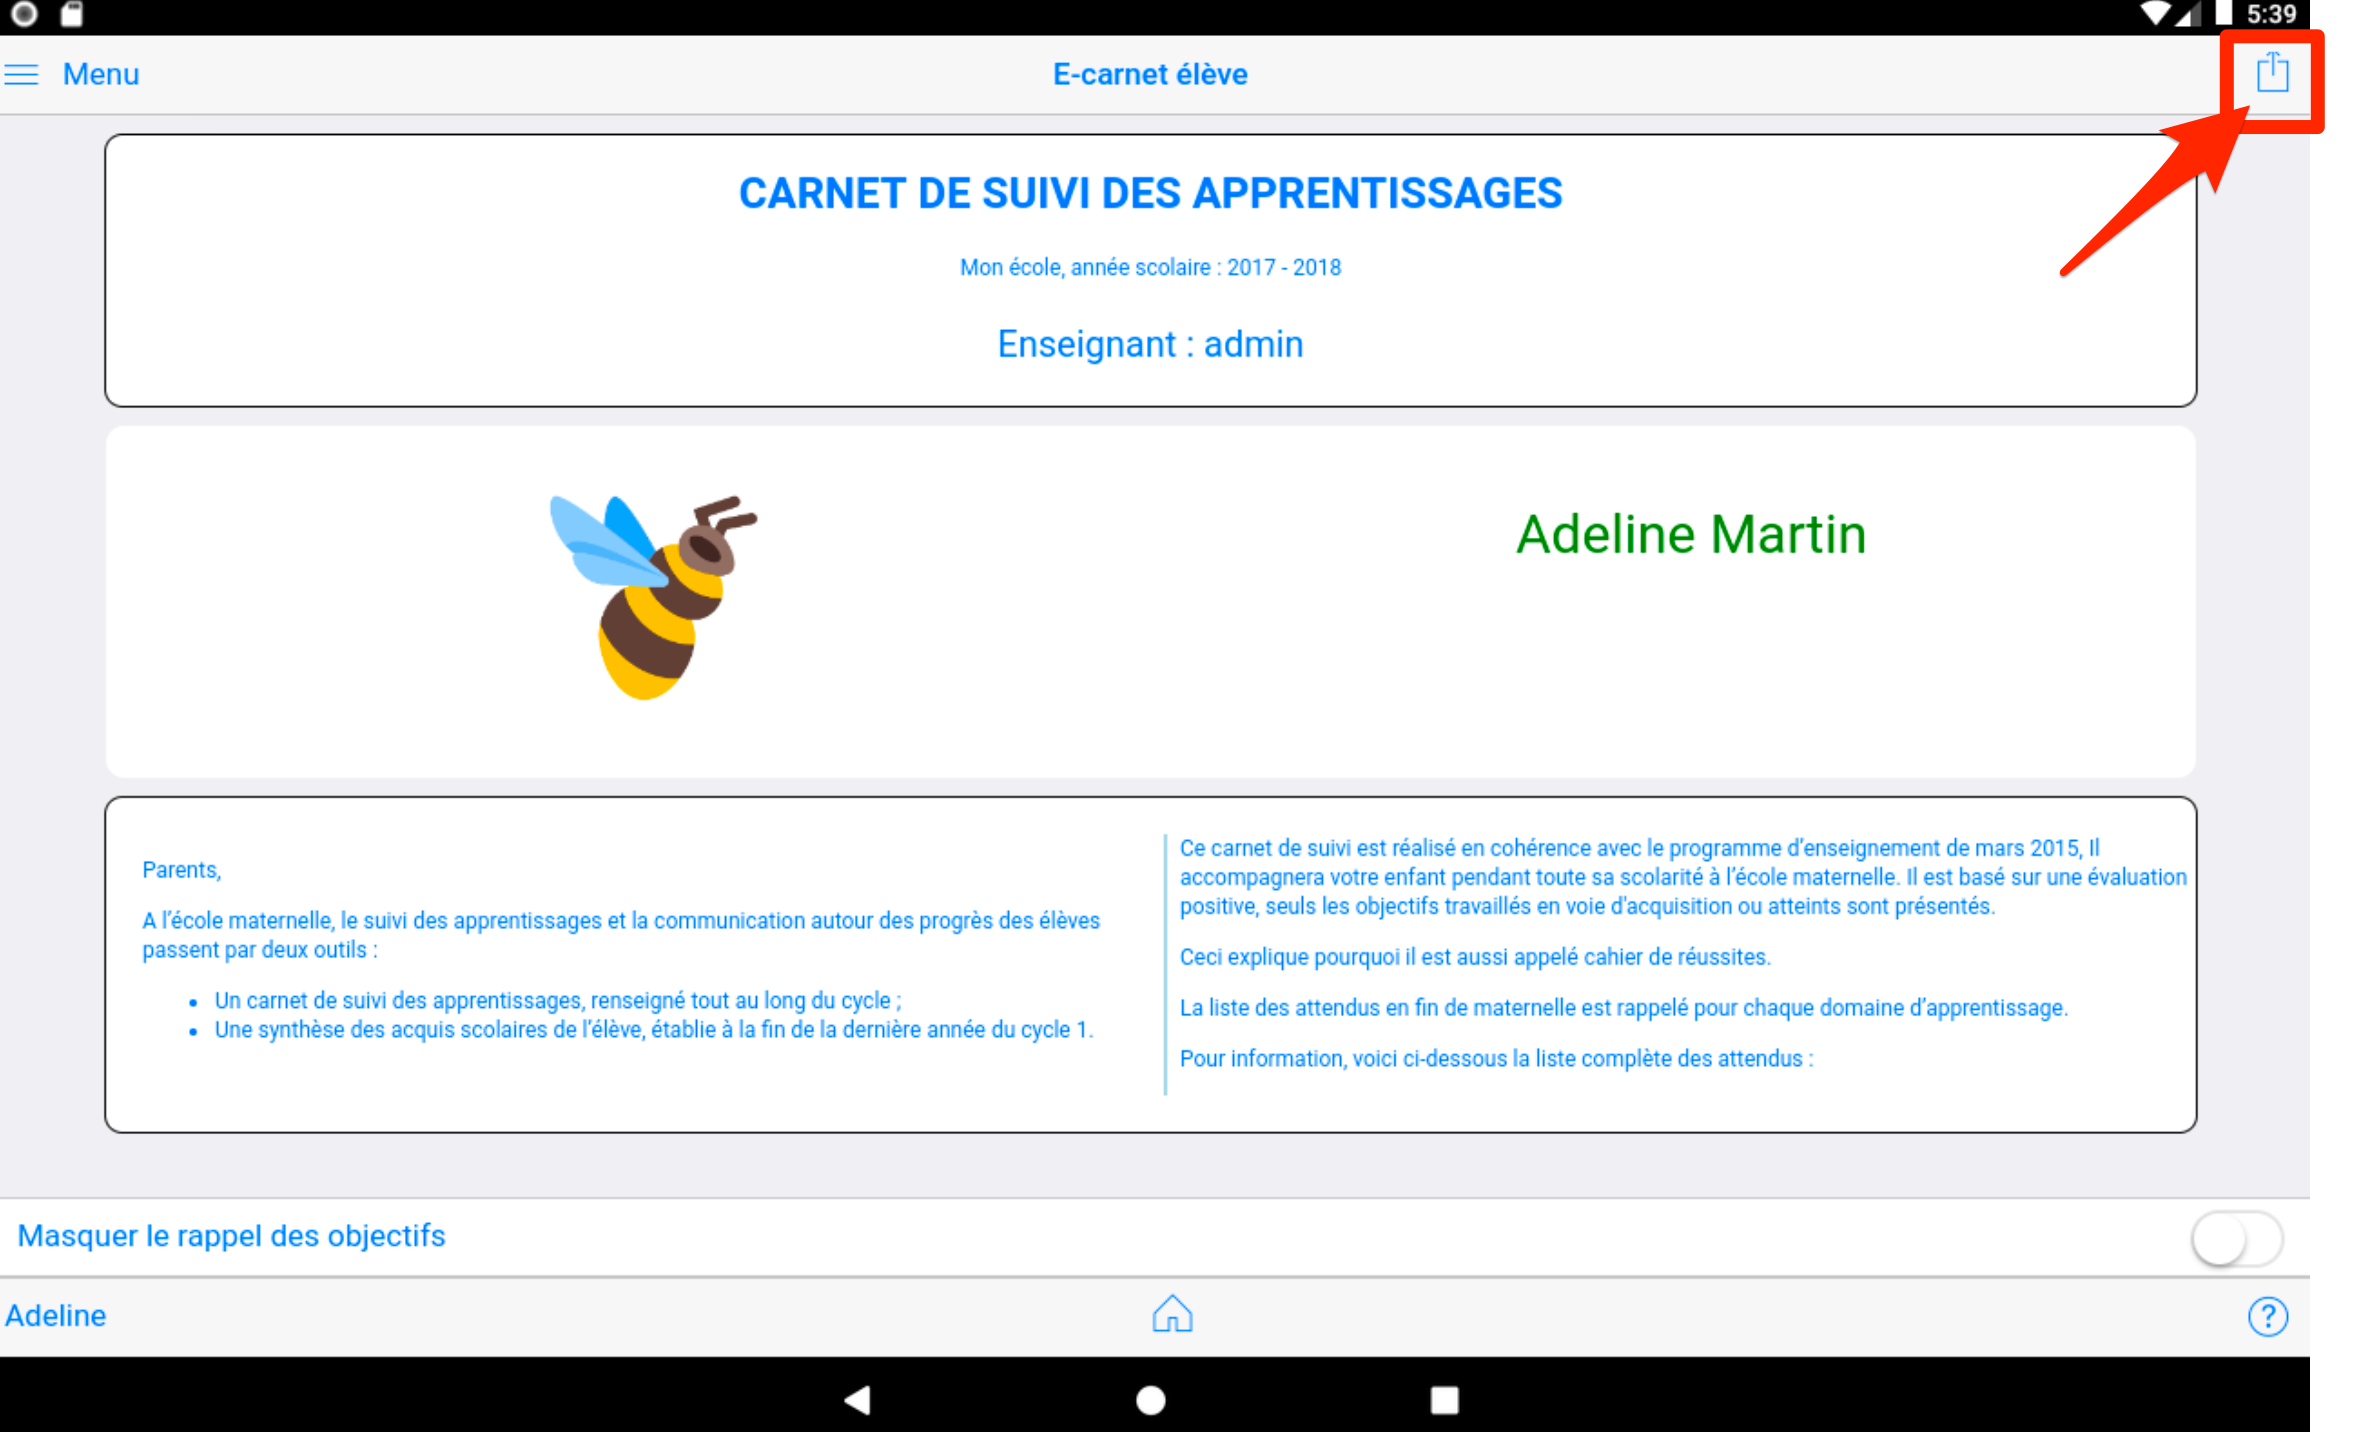 5:39
Menu
E-carnet élève
CARNET DE SUIVI DES APPRENTISSAGES
Mon école, année scolaire : 2017 - 2018
Enseignant : admin
Adeline Martin
Parents,
A l'école maternelle, le suivi des apprentissages et la communication autour des progrès des élèves
passent par deux outils :
• Un carnet de suivi des apprentissages, renseigné tout au long du cycle ;
• Une synthèse des acquis scolaires de l'élève, établie à la fin de la dernière année du cycle 1.
Ce carnet de suivi est réalisé en cohérence avec le programme d'enseignement de mars 2015, Il
accompagnera votre enfant pendant toute sa scolarité à l'école maternelle. Il est basé sur une évaluation
positive, seuls les objectifs travaillés en voie d'acquisition ou atteints sont présentés.
Ceci explique pourquoi il est aussi appelé cahier de réussites.
La liste des attendus en fin de maternelle est rappelé pour chaque domaine d'apprentissage.
Pour information, voici ci-dessous la liste complète des attendus :
Masquer le rappel des objectifs
Adeline
?